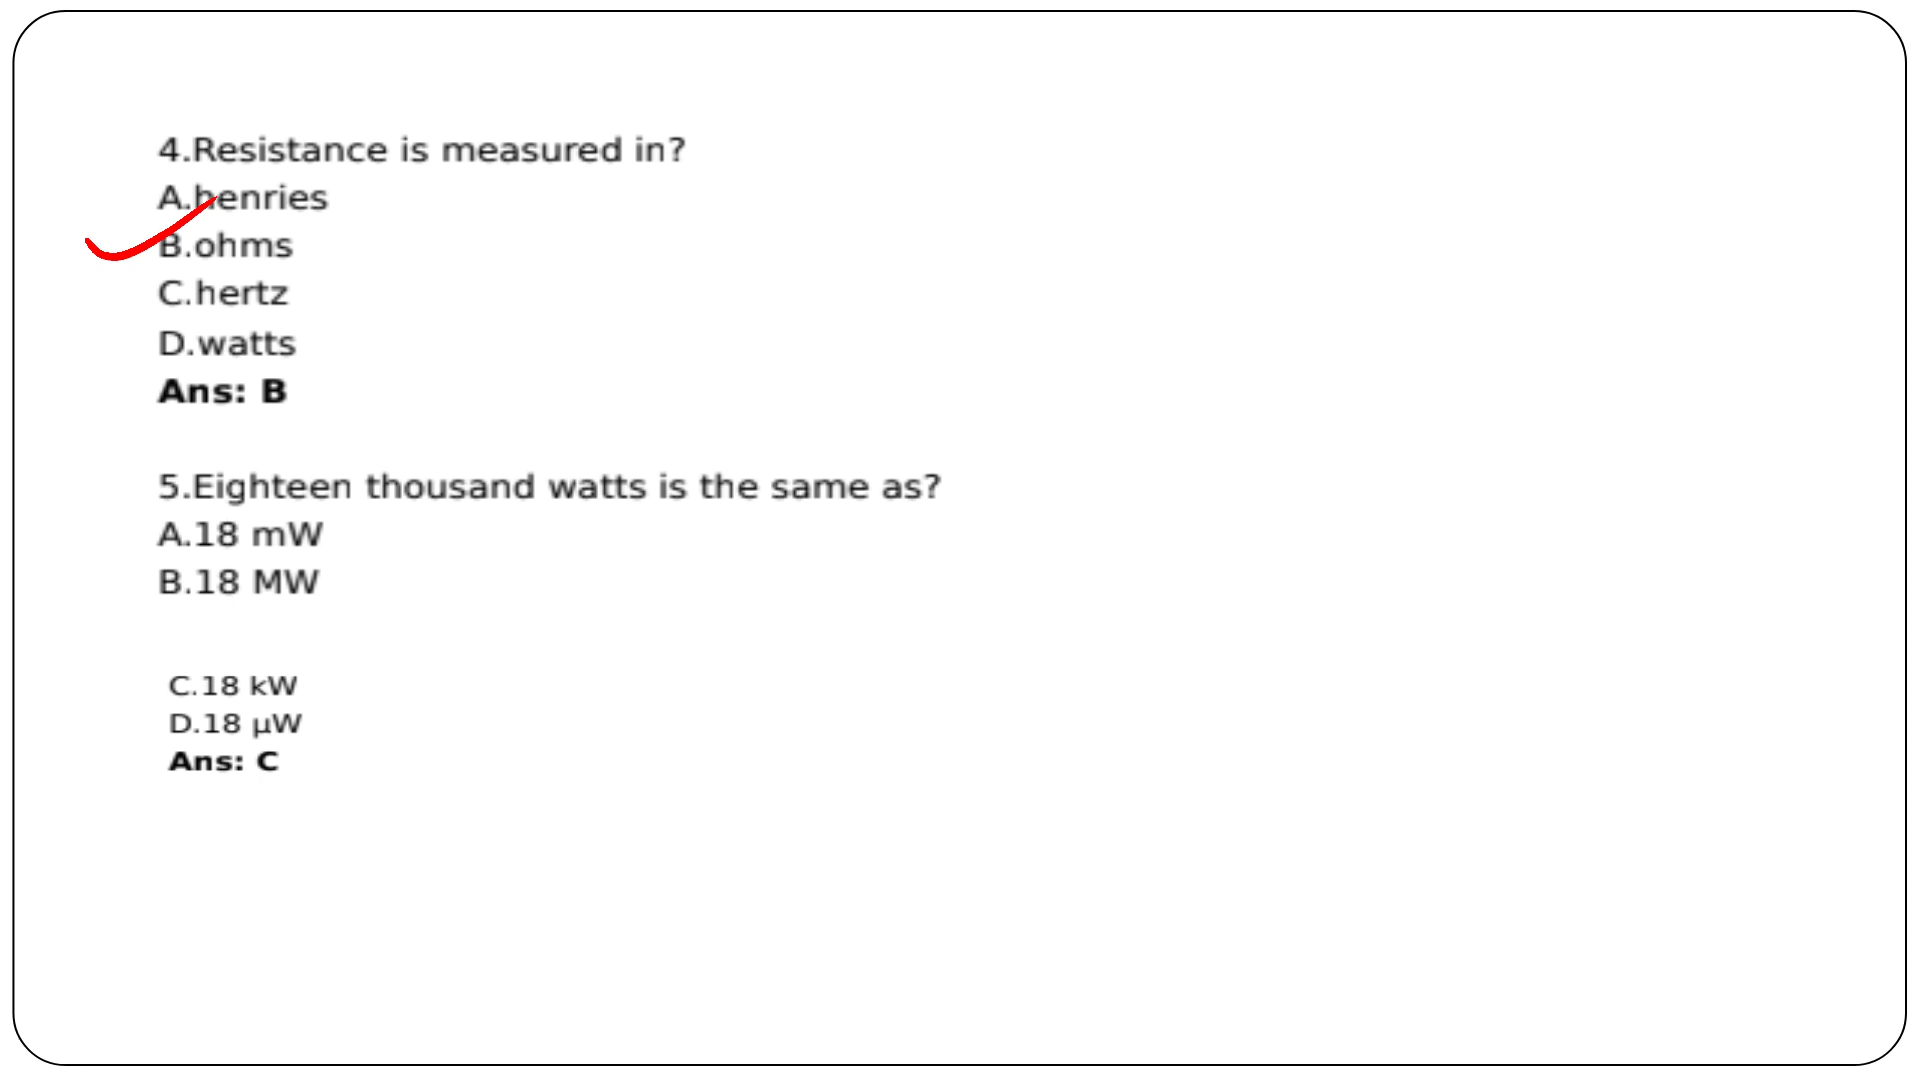 4.Resistance is measured in?
A.henries
B.ohms
C.hertz
D.watts
Ans: B
5.Eighteen thousand watts is the same as?
A.18 mW
B.18 MW
C.18 kW
D.18 µW
Ans: C